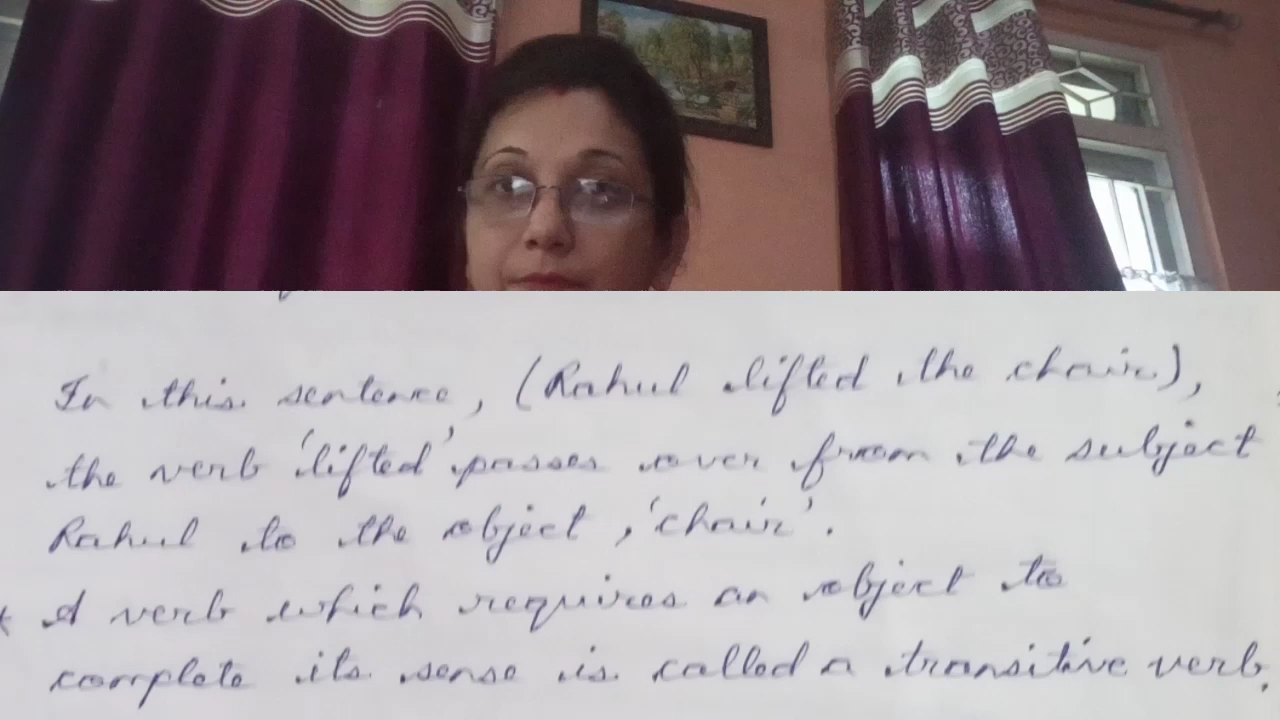 In this sentence, (Rahul lifted the chair),
the verb 'lifted' passes over from the subject
Rahul to the object, 'chair'.
* A verb which requires an object to
complete its sense is called a transitive verb.